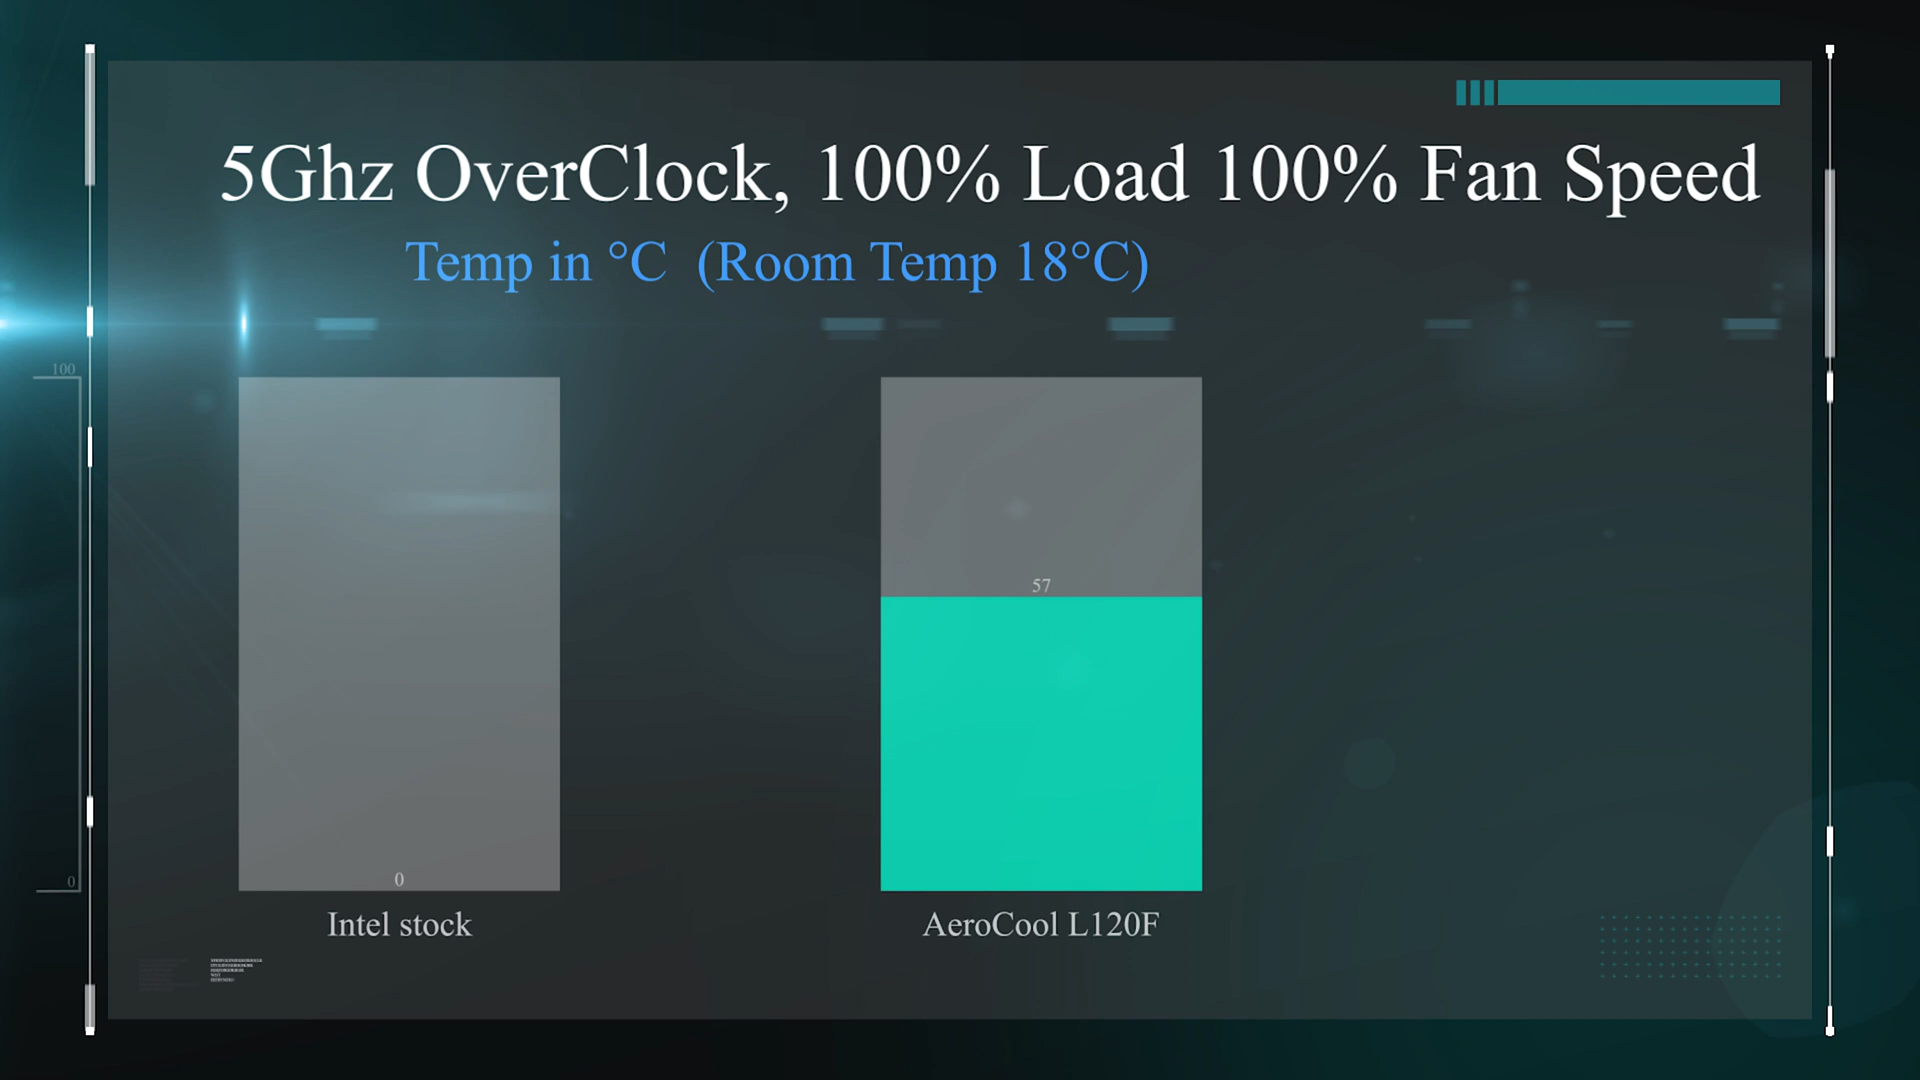 5Ghz OverClock, 100% Load 100% Fan Speed
Temp in °C (Room Temp 18°C)
100
57
0
0
Intel stock
AeroCool L120F